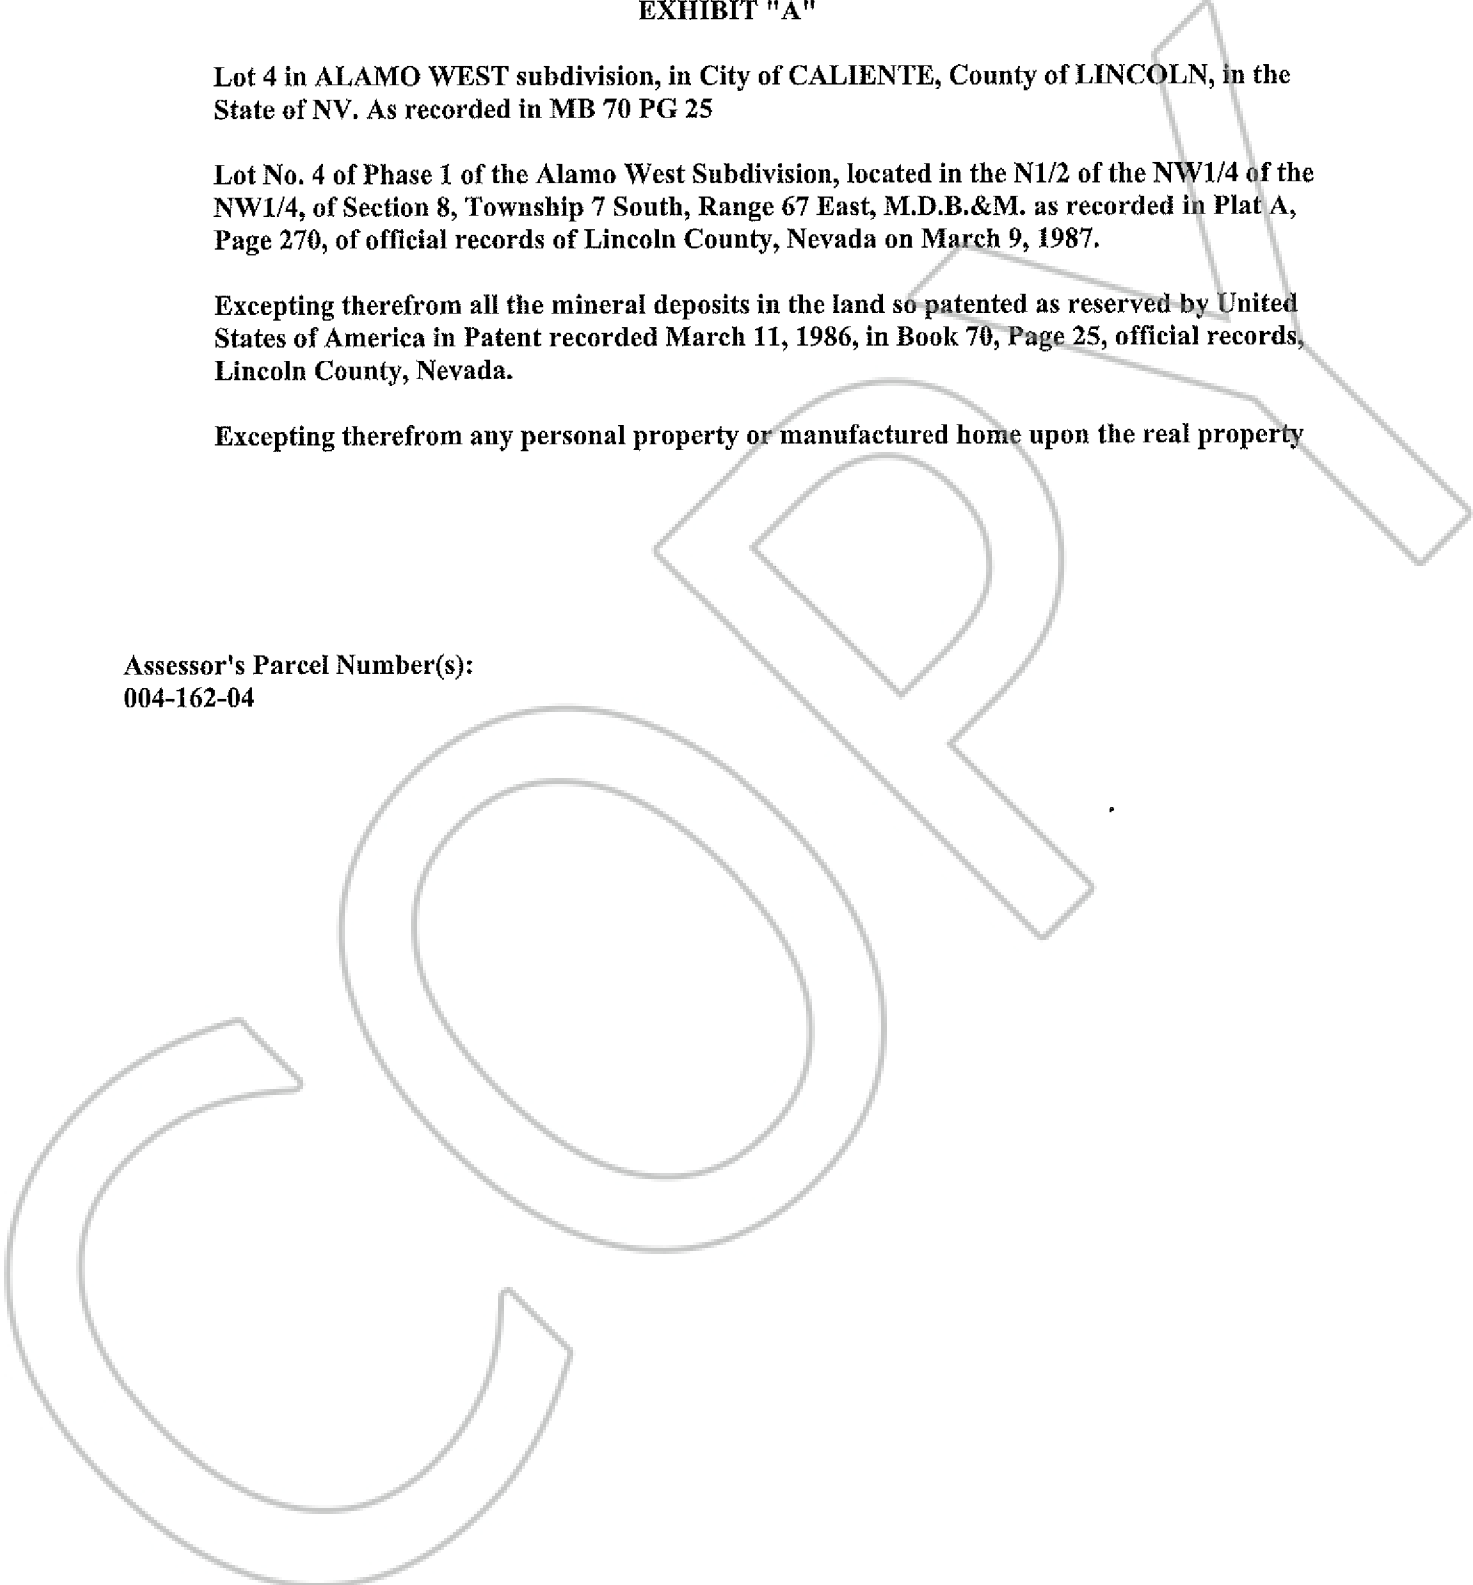 EXHIBIT "A"
Lot 4 in ALAMO WEST subdivision, in City of CALIENTE, County of LINCOLN, in the
State of NV. As recorded in MB 70 PG 25
Lot No. 4 of Phase 1 of the Alamo West Subdivision, located in the N1/2 of the NW1/4 of the
NW1/4, of Section 8, Township 7 South, Range 67 East, M.D.B.&M. as recorded in Plat A,
Page 270, of official records of Lincoln County, Nevada on March 9, 1987.
Excepting therefrom all the mineral deposits in the land so patented as reserved by United
States of America in Patent recorded March 11, 1986, in Book 70, Page 25, official records,
Lincoln County, Nevada.
Excepting therefrom any personal property or manufactured home upon the real property
Assessor's Parcel Number(s):
004-162-04
COPY